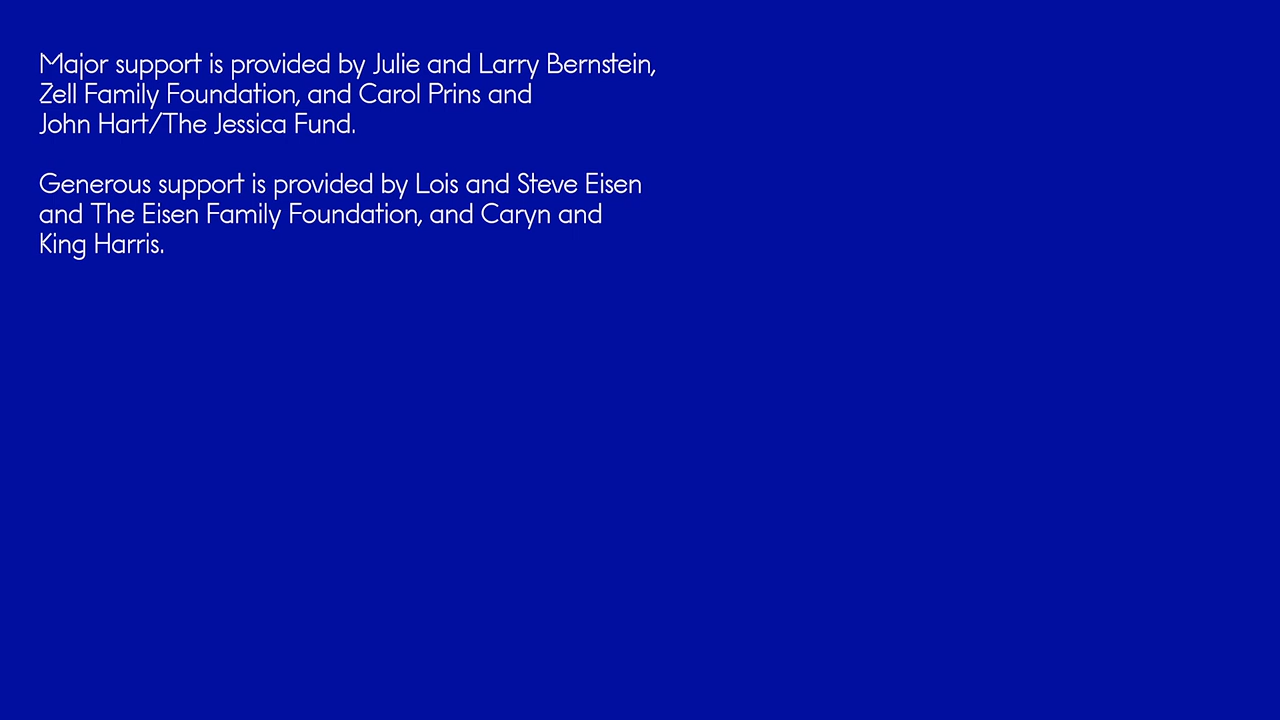 Major support is provided by Julie and Larry Bernstein,
Zell Family Foundation, and Carol Prins and
John Hart/The Jessica Fund.
Generous support is provided by Lois and Steve Eisen
and The Eisen Family Foundation, and Caryn and
King Harris.